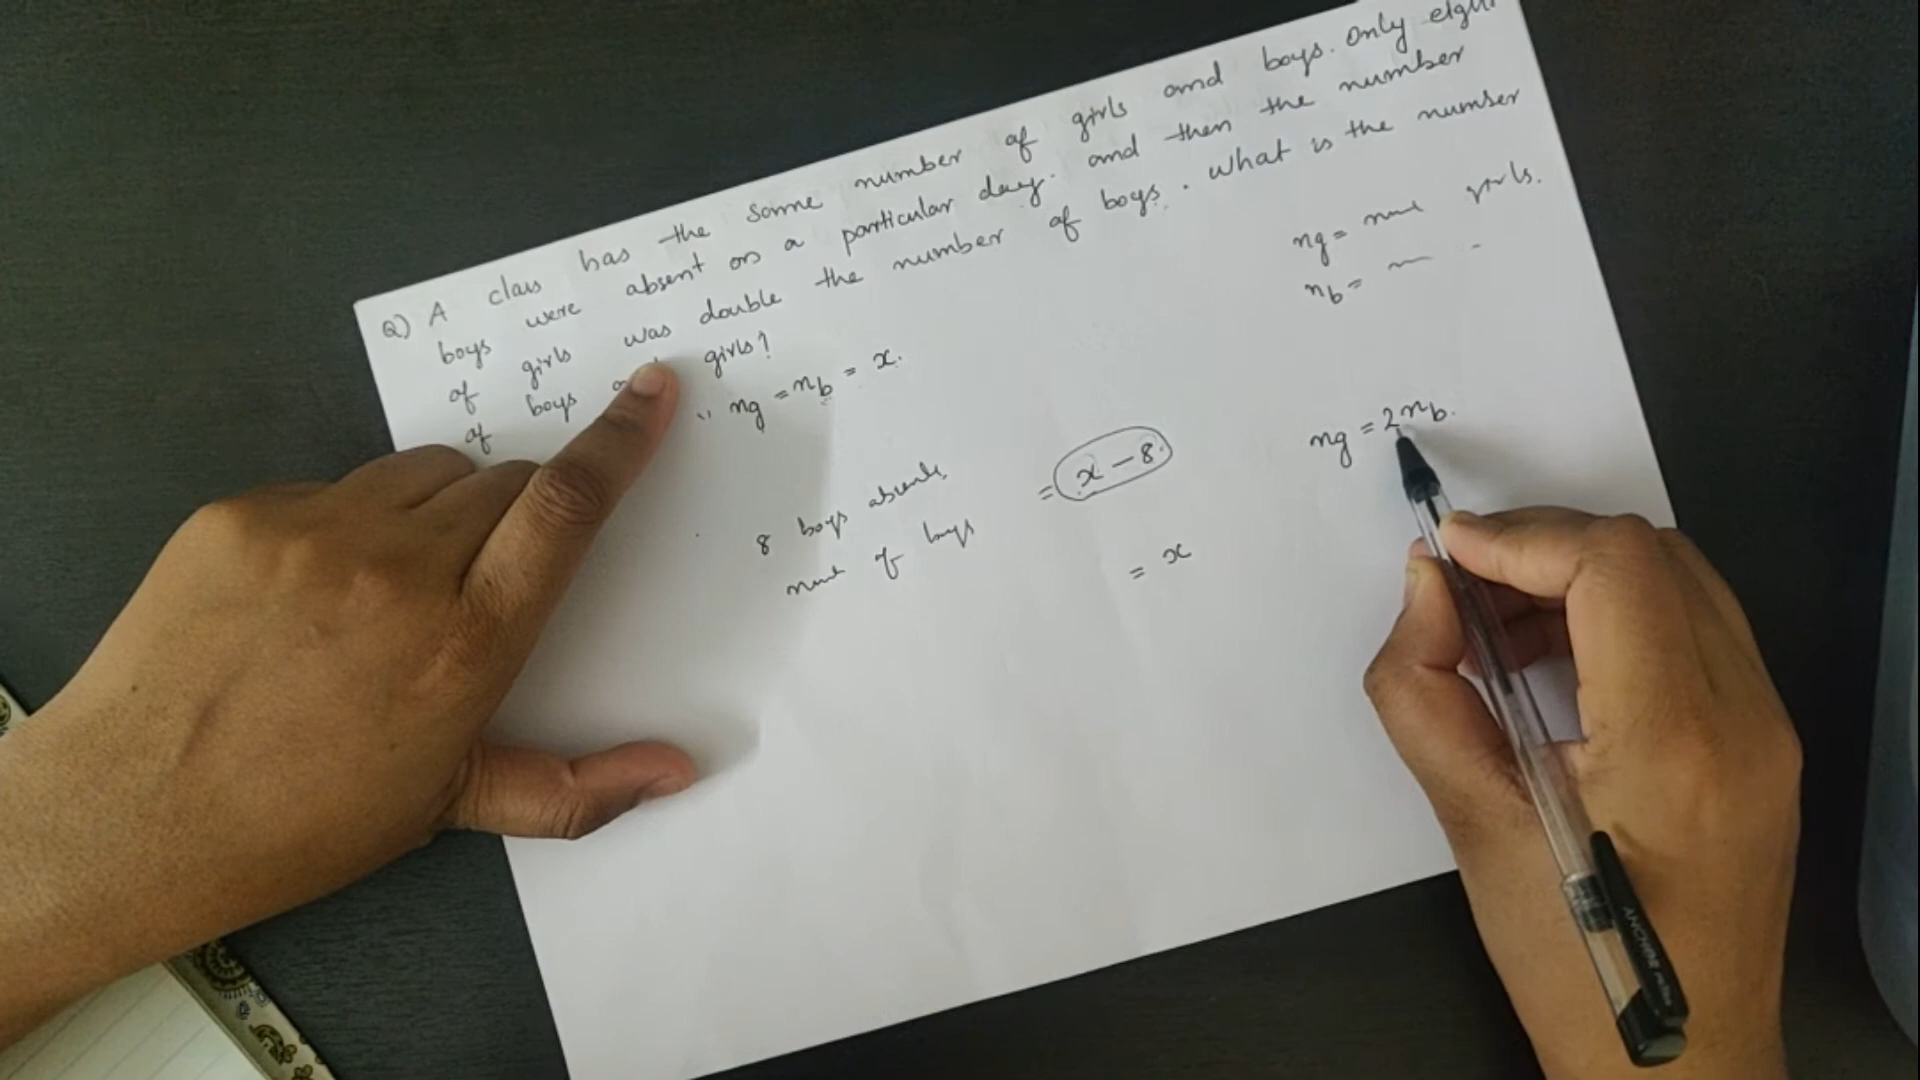 Q) A class has the same number of girls and boys. Only eight
boys were absent on a particular day. and then the number
of girls was double the number of boys. What is the number
of boys girls?
ng = girls.
nb =
" ng = nb = x.
ng = 2nb.
8 boys absent,
= x - 8.
of boys
= x